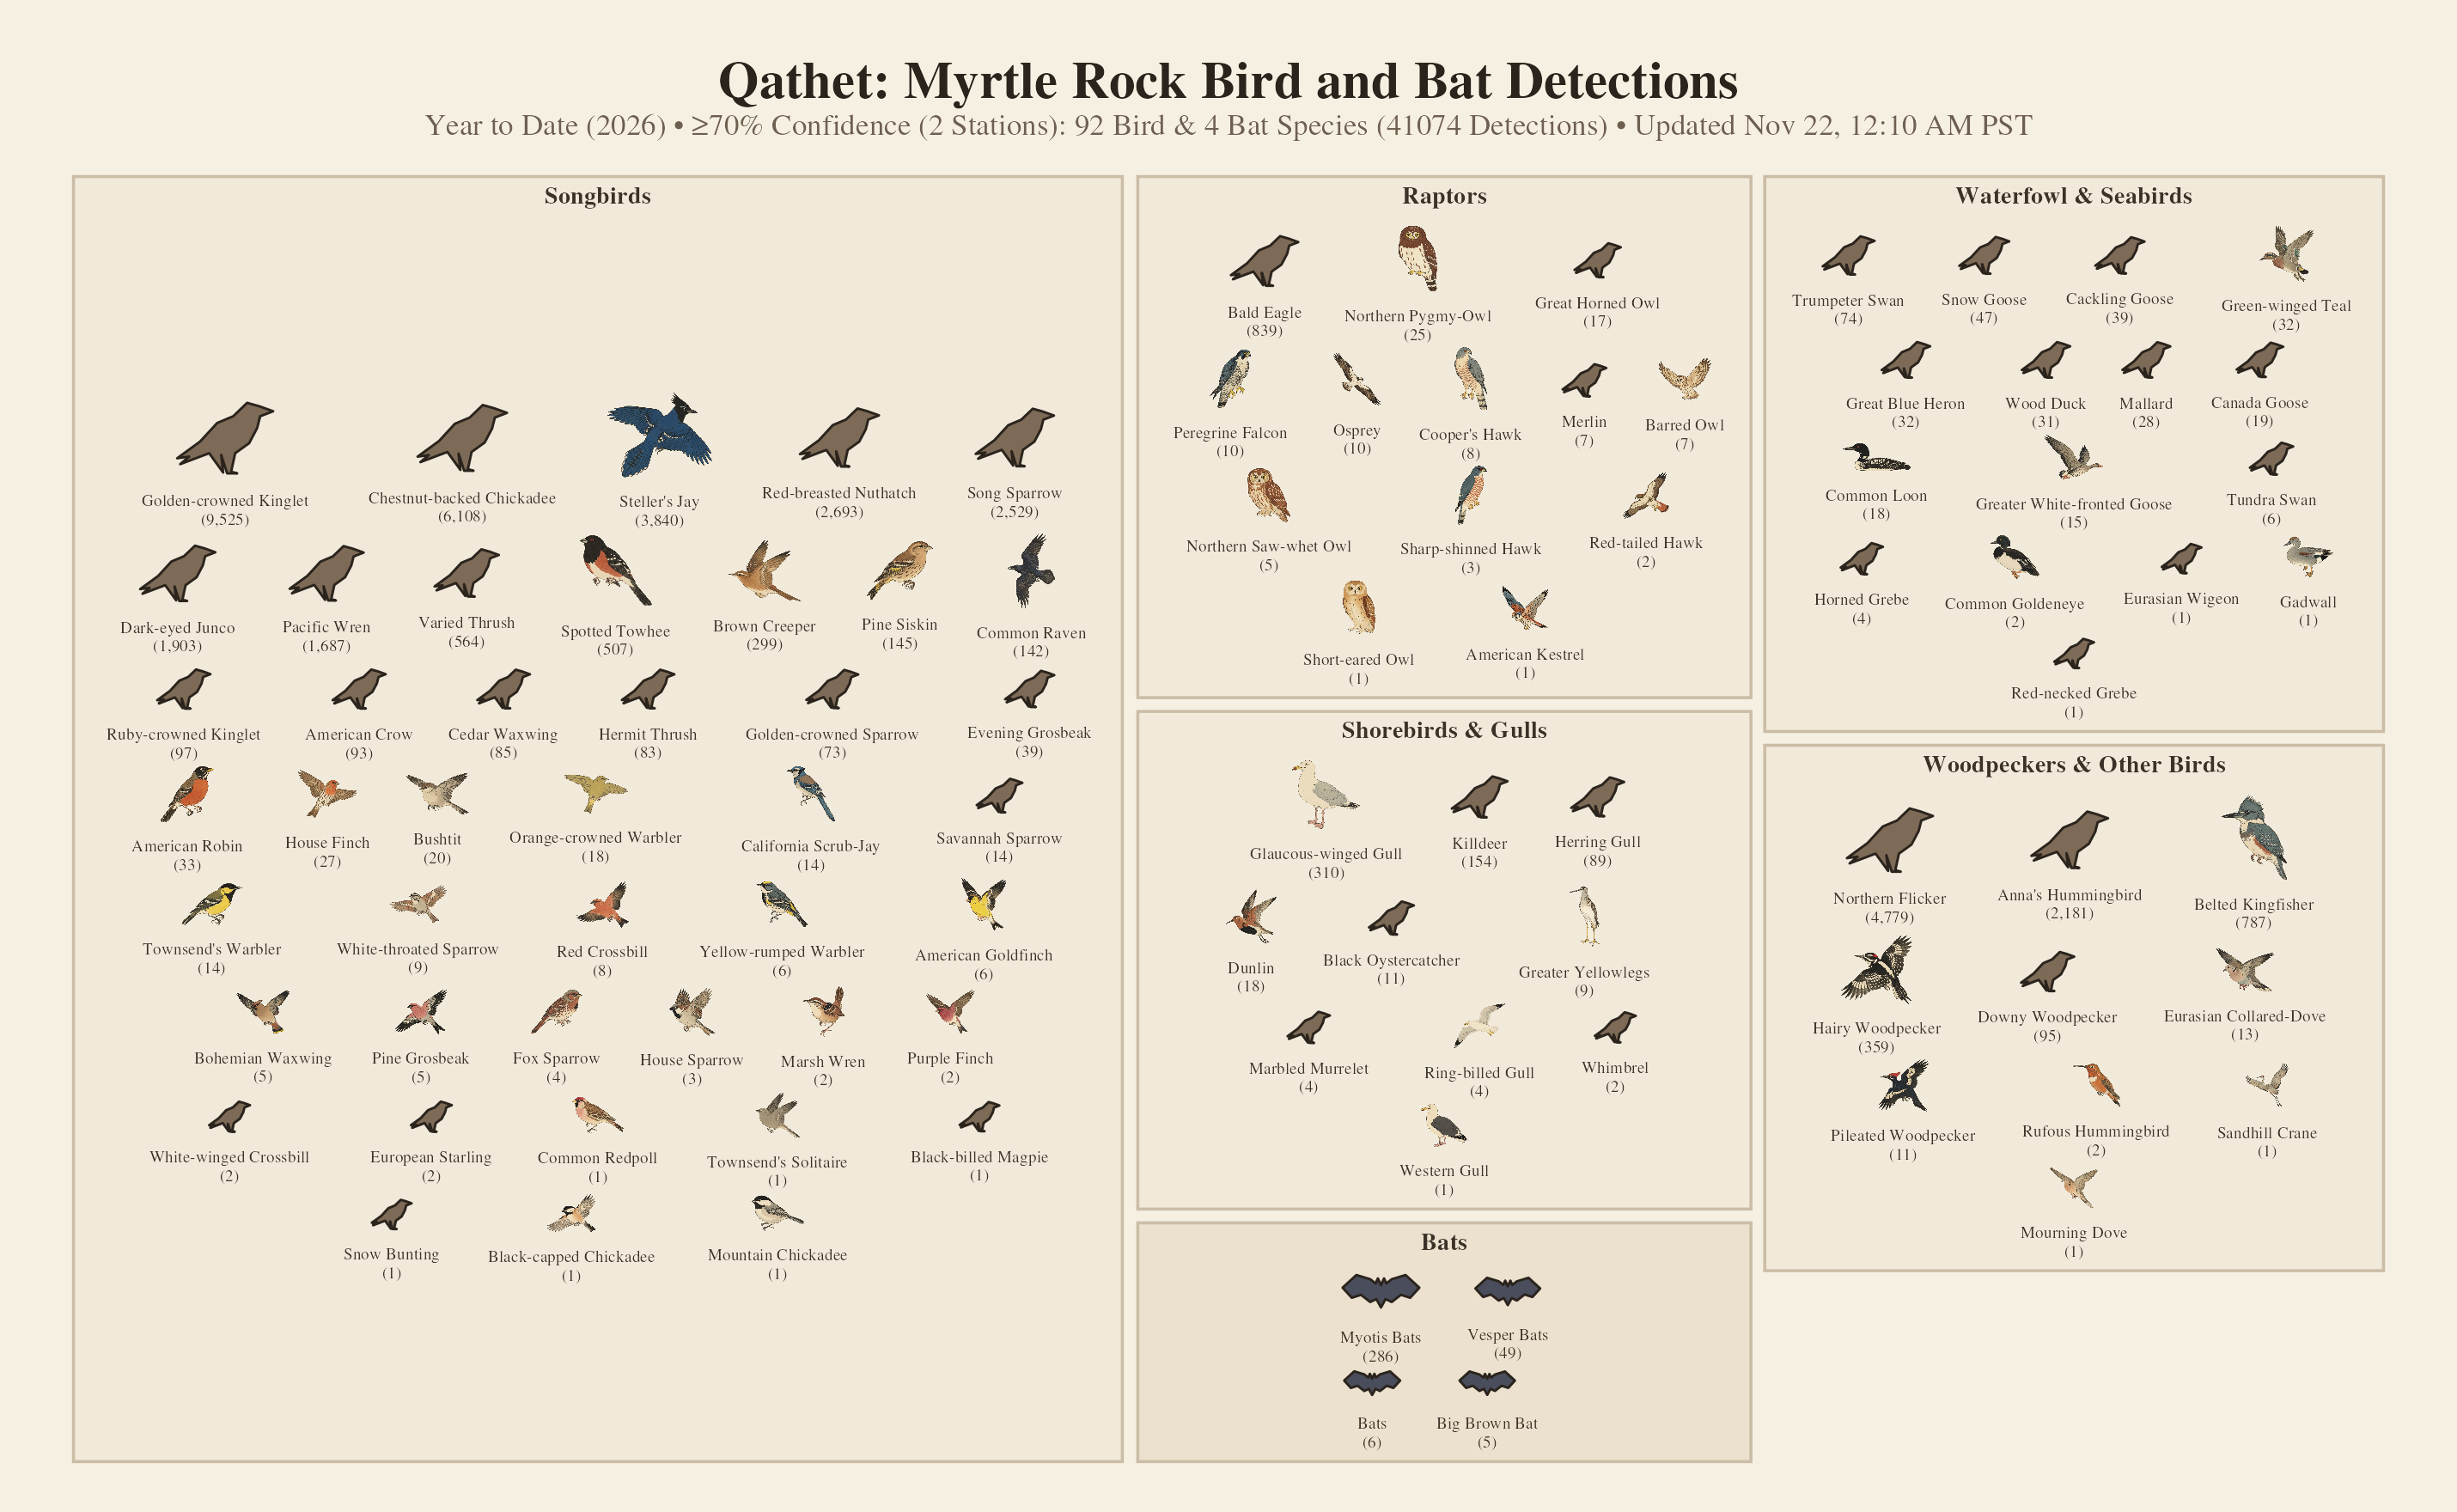 Qathet: Myrtle Rock Bird and Bat Detections
Year to Date (2026) • ≥70% Confidence (2 Stations): 92 Bird & 4 Bat Species (41074 Detections) • Updated Nov 22, 12:10 AM PST
Songbirds
Golden-crowned Kinglet
(9,525)
Chestnut-backed Chickadee
(6,108)
Steller's Jay
(3,840)
Red-breasted Nuthatch
(2,693)
Song Sparrow
(2,529)
Dark-eyed Junco
(1,903)
Pacific Wren
(1,687)
Varied Thrush
(564)
Spotted Towhee
(507)
Brown Creeper
(299)
Pine Siskin
(145)
Common Raven
(142)
Ruby-crowned Kinglet
(97)
American Crow
(93)
Cedar Waxwing
(85)
Hermit Thrush
(83)
Golden-crowned Sparrow
(73)
Evening Grosbeak
(39)
American Robin
(33)
House Finch
(27)
Bushtit
(20)
Orange-crowned Warbler
(18)
California Scrub-Jay
(14)
Savannah Sparrow
(14)
Townsend's Warbler
(14)
White-throated Sparrow
(9)
Red Crossbill
(8)
Yellow-rumped Warbler
(6)
American Goldfinch
(6)
Bohemian Waxwing
(5)
Pine Grosbeak
(5)
Fox Sparrow
(4)
House Sparrow
(3)
Marsh Wren
(2)
Purple Finch
(2)
White-winged Crossbill
(2)
European Starling
(2)
Common Redpoll
(1)
Townsend's Solitaire
(1)
Black-billed Magpie
(1)
Snow Bunting
(1)
Black-capped Chickadee
(1)
Mountain Chickadee
(1)
Raptors
Bald Eagle
(839)
Northern Pygmy-Owl
(25)
Great Horned Owl
(17)
Peregrine Falcon
(10)
Osprey
(10)
Cooper's Hawk
(8)
Merlin
(7)
Barred Owl
(7)
Northern Saw-whet Owl
(5)
Sharp-shinned Hawk
(3)
Red-tailed Hawk
(2)
Short-eared Owl
(1)
American Kestrel
(1)
Shorebirds & Gulls
Glaucous-winged Gull
(310)
Killdeer
(154)
Herring Gull
(89)
Dunlin
(18)
Black Oystercatcher
(11)
Greater Yellowlegs
(9)
Marbled Murrelet
(4)
Ring-billed Gull
(4)
Whimbrel
(2)
Western Gull
(1)
Bats
Myotis Bats
(286)
Vesper Bats
(49)
Bats
(6)
Big Brown Bat
(5)
Waterfowl & Seabirds
Trumpeter Swan
(74)
Snow Goose
(47)
Cackling Goose
(39)
Green-winged Teal
(32)
Great Blue Heron
(32)
Wood Duck
(31)
Mallard
(28)
Canada Goose
(19)
Common Loon
(18)
Greater White-fronted Goose
(15)
Tundra Swan
(6)
Horned Grebe
(4)
Common Goldeneye
(2)
Eurasian Wigeon
(1)
Gadwall
(1)
Red-necked Grebe
(1)
Woodpeckers & Other Birds
Northern Flicker
(4,779)
Anna's Hummingbird
(2,181)
Belted Kingfisher
(787)
Hairy Woodpecker
(359)
Downy Woodpecker
(95)
Eurasian Collared-Dove
(13)
Pileated Woodpecker
(11)
Rufous Hummingbird
(2)
Sandhill Crane
(1)
Mourning Dove
(1)